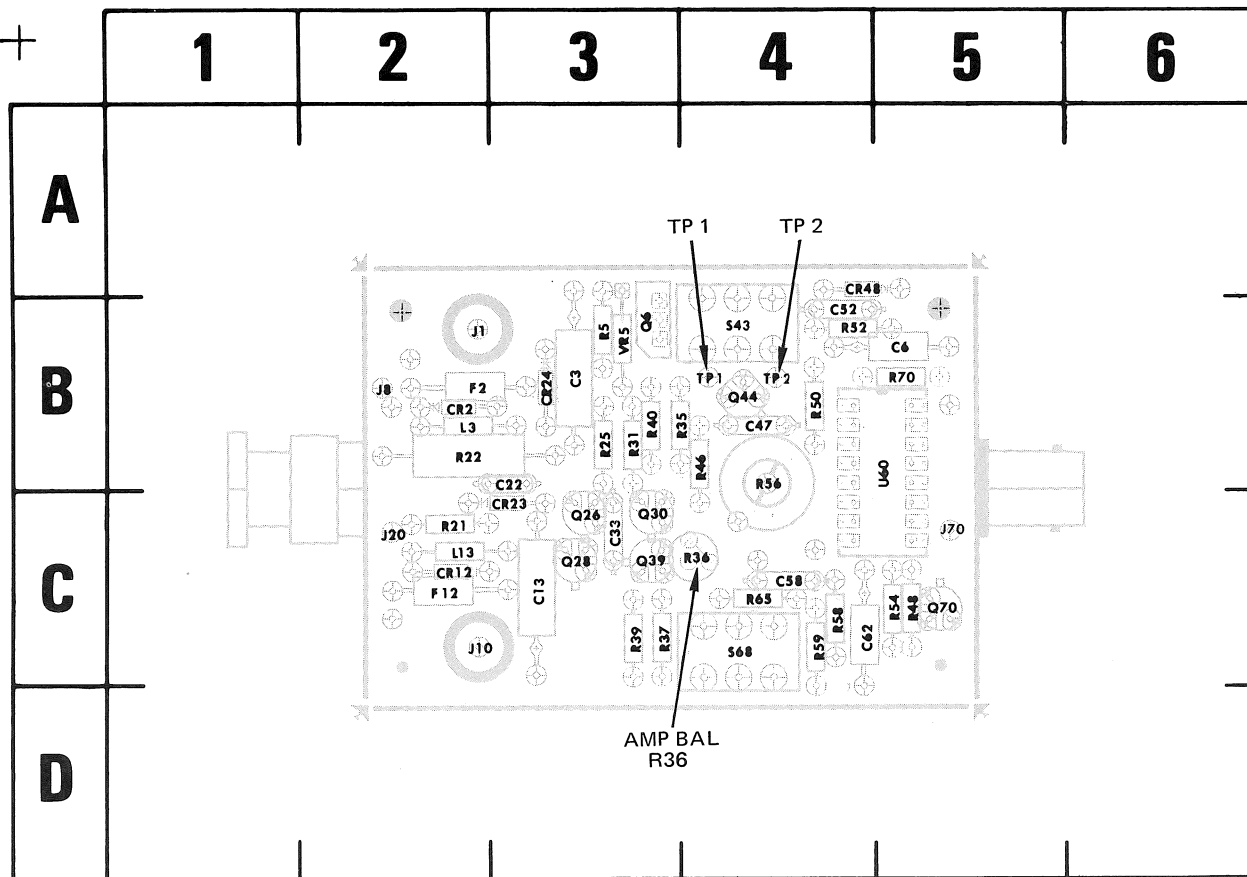 1 2 3 4 5 6
A
TP 1 TP 2
CR48
C52
B
J1 R5 VR5 Q6 S43 R52 C6
J8 F2 CR24 C3 TP1 TP2 R70
CR2 Q44 R50
L3 R25 R31 R40 R35 C47
R22 R46 R56 U60
C22
CR23
C
J20 R21 Q26 C33 Q30 J70
L13 Q28 Q39 R36
CR12 C58
F12 C13 R65 R54 R48 Q70
J10 R39 R37 S68 R59 R58 C62
AMP BAL
R36
D